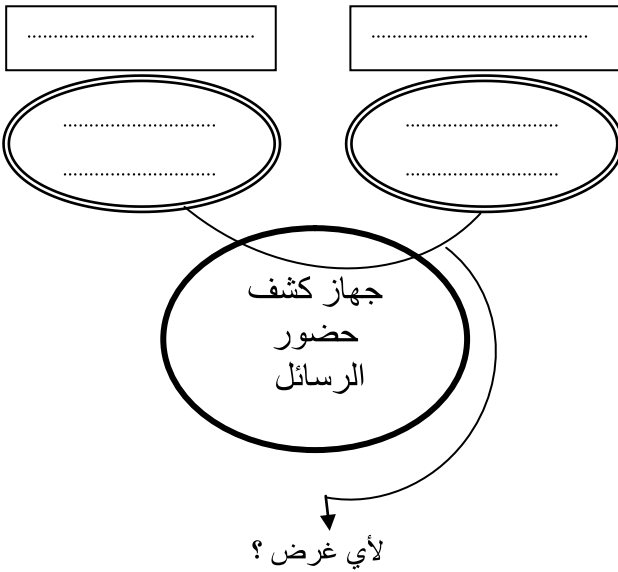 جهاز كشف
حضور
الرسائل
لأي غرض ؟